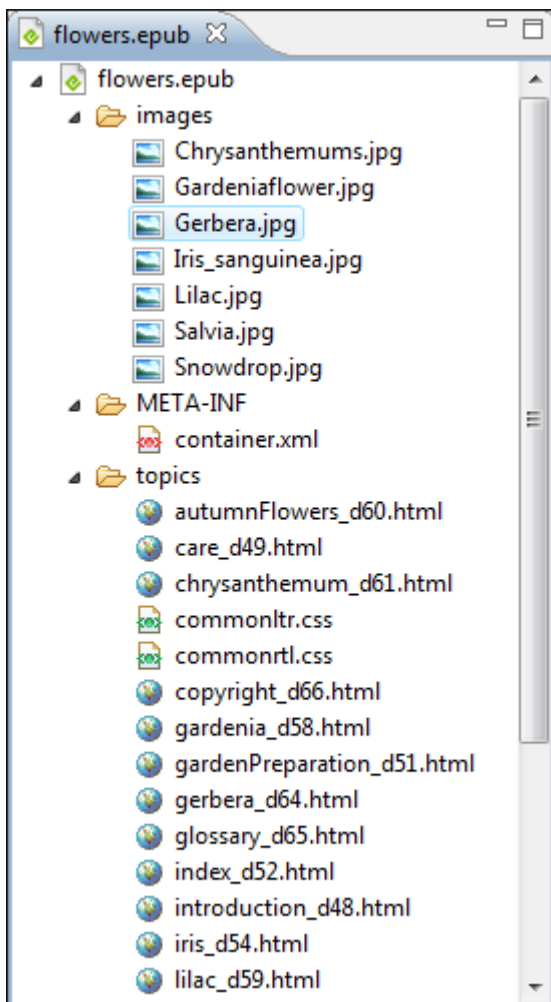 flowers.epub
flowers.epub
images
Chrysanthemums.jpg
Gardeniaflower.jpg
Gerbera.jpg
Iris_sanguinea.jpg
Lilac.jpg
Salvia.jpg
Snowdrop.jpg
META-INF
container.xml
topics
autumnFlowers_d60.html
care_d49.html
chrysanthemum_d61.html
commonltr.css
commonrtl.css
copyright_d66.html
gardenia_d58.html
gardenPreparation_d51.html
gerbera_d64.html
glossary_d65.html
index_d52.html
introduction_d48.html
iris_d54.html
lilac_d59.html